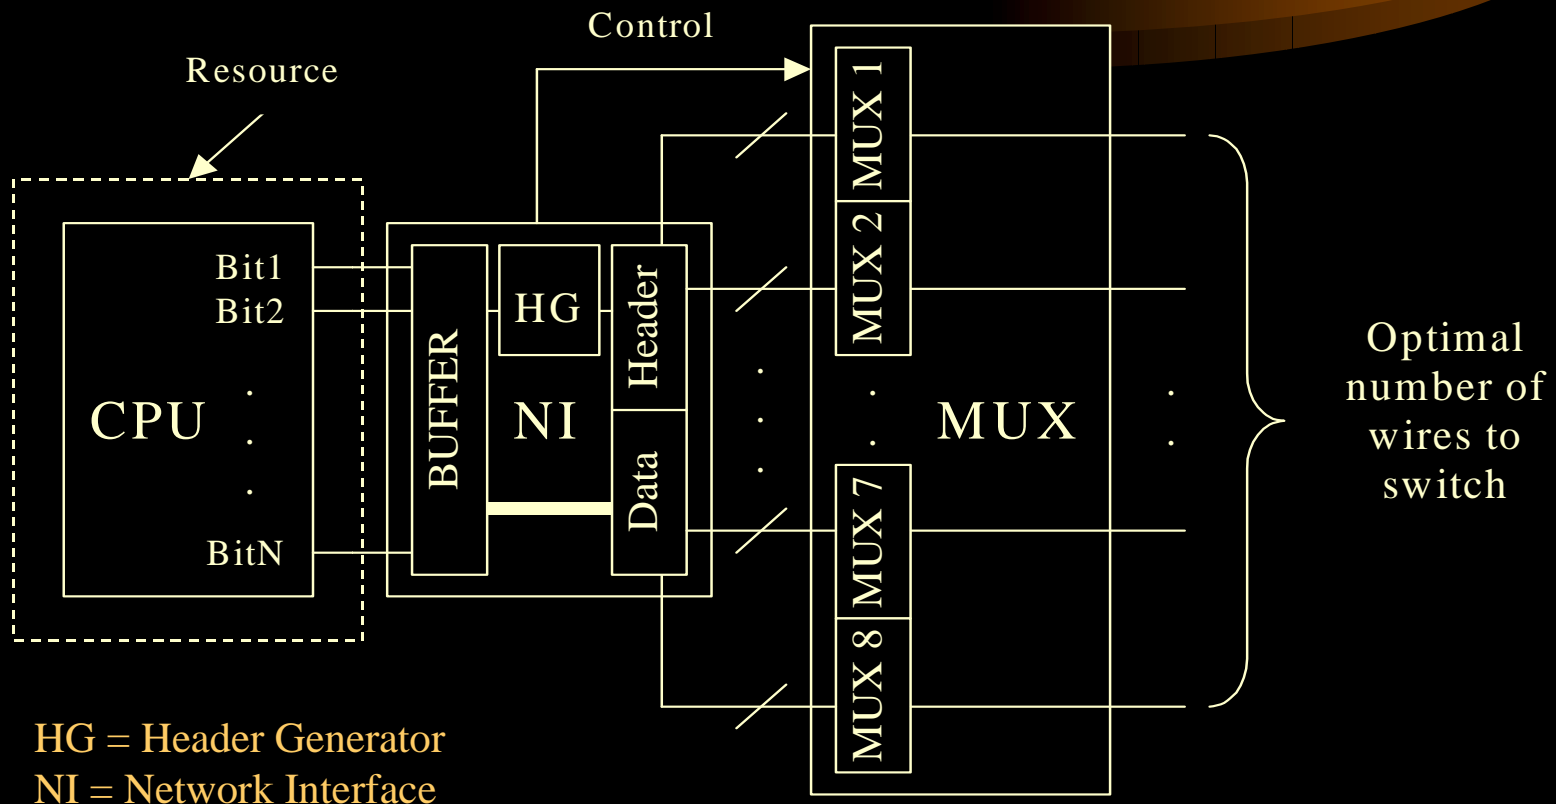 Control
Resource
MUX 1
MUX 2
Bit1
Bit2
BitN
CPU
BUFFER
HG
NI
Header
Data
MUX
MUX 7
MUX 8
Optimal
number of
wires to
switch
HG = Header Generator
NI = Network Interface